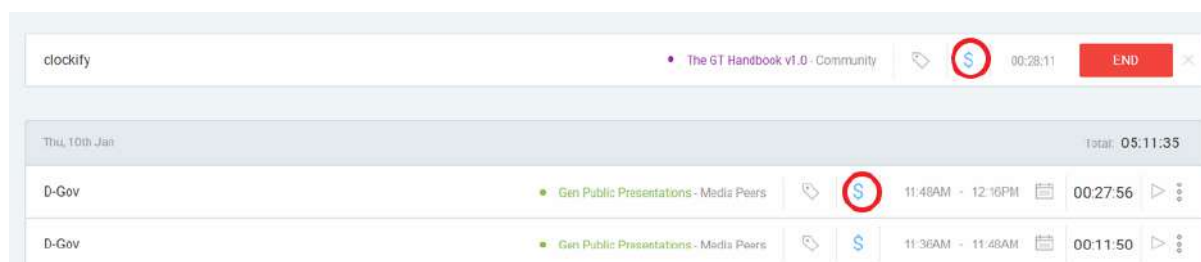 clockify • The GT Handbook v1.0 - Community $ 00:28:11 END ×
Thu, 10th Jan Total: 05:11:35
D-Gov • Gen Public Presentations - Media Peers $ 11:48AM - 12:16PM 00:27:56
D-Gov • Gen Public Presentations - Media Peers $ 11:36AM - 11:48AM 00:11:50